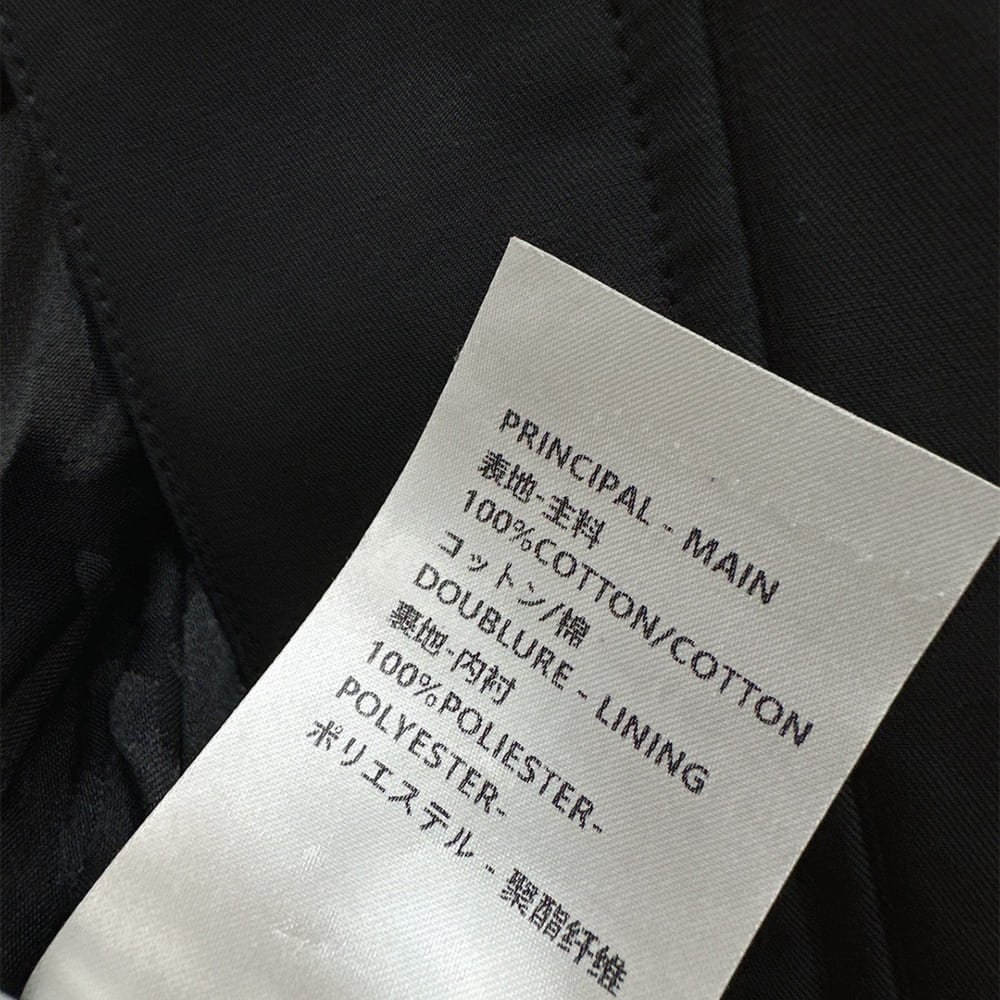 PRINCIPAL - MAIN
表地-主料
100%COTTON/COTTON
コットン/棉
DOUBLURE - LINING
裏地-内衬
100%POLIESTER-
POLYESTER-
ポリエステル - 聚酯纤维